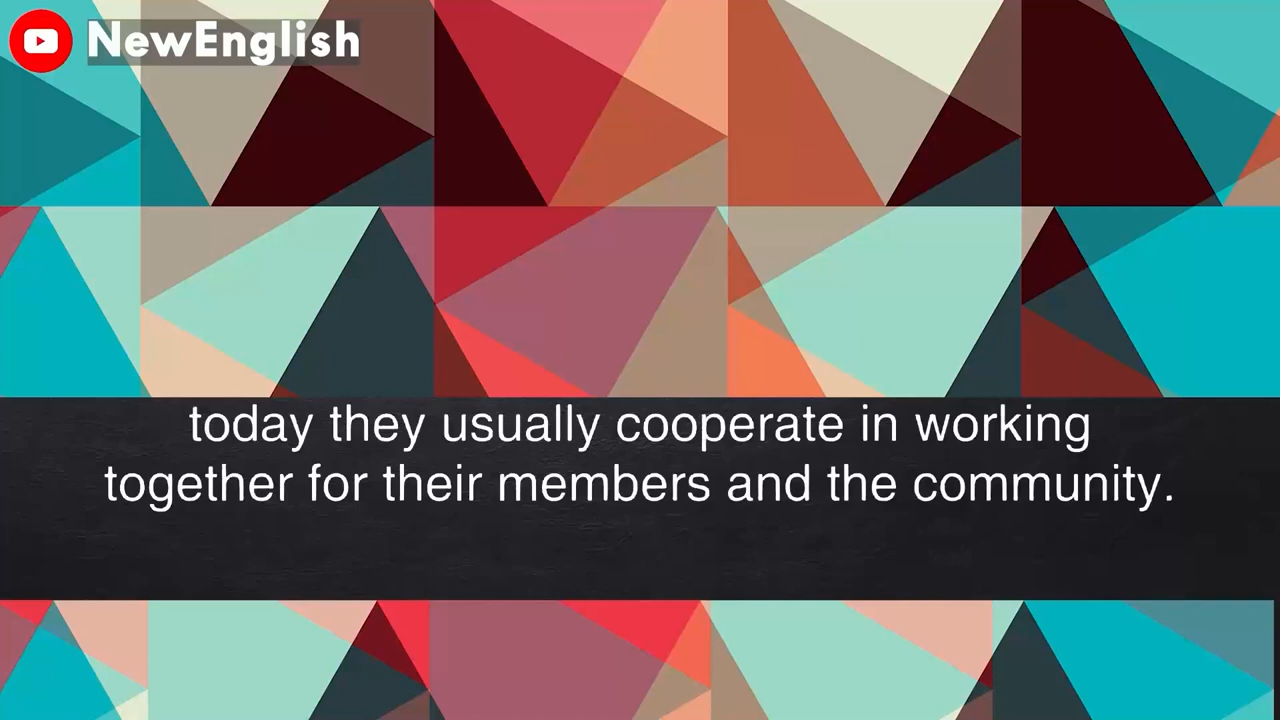 NewEnglish
today they usually cooperate in working
together for their members and the community.